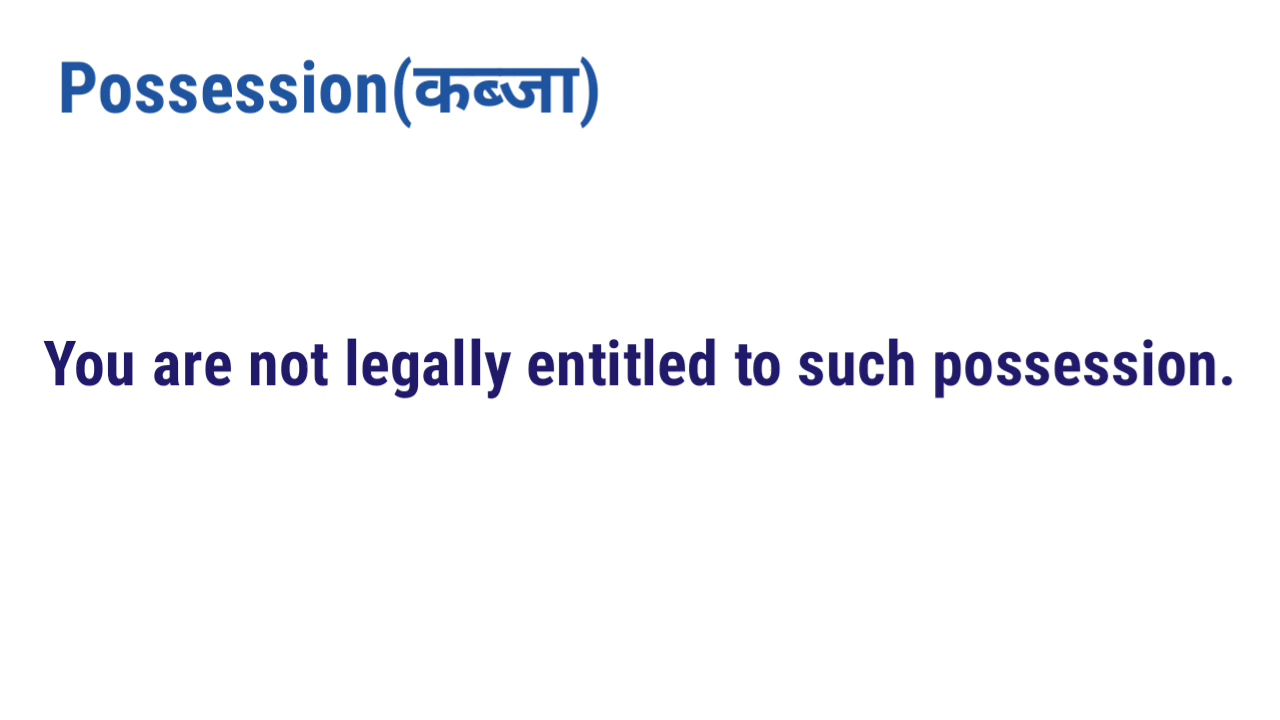 Possession(कब्जा)
You are not legally entitled to such possession.